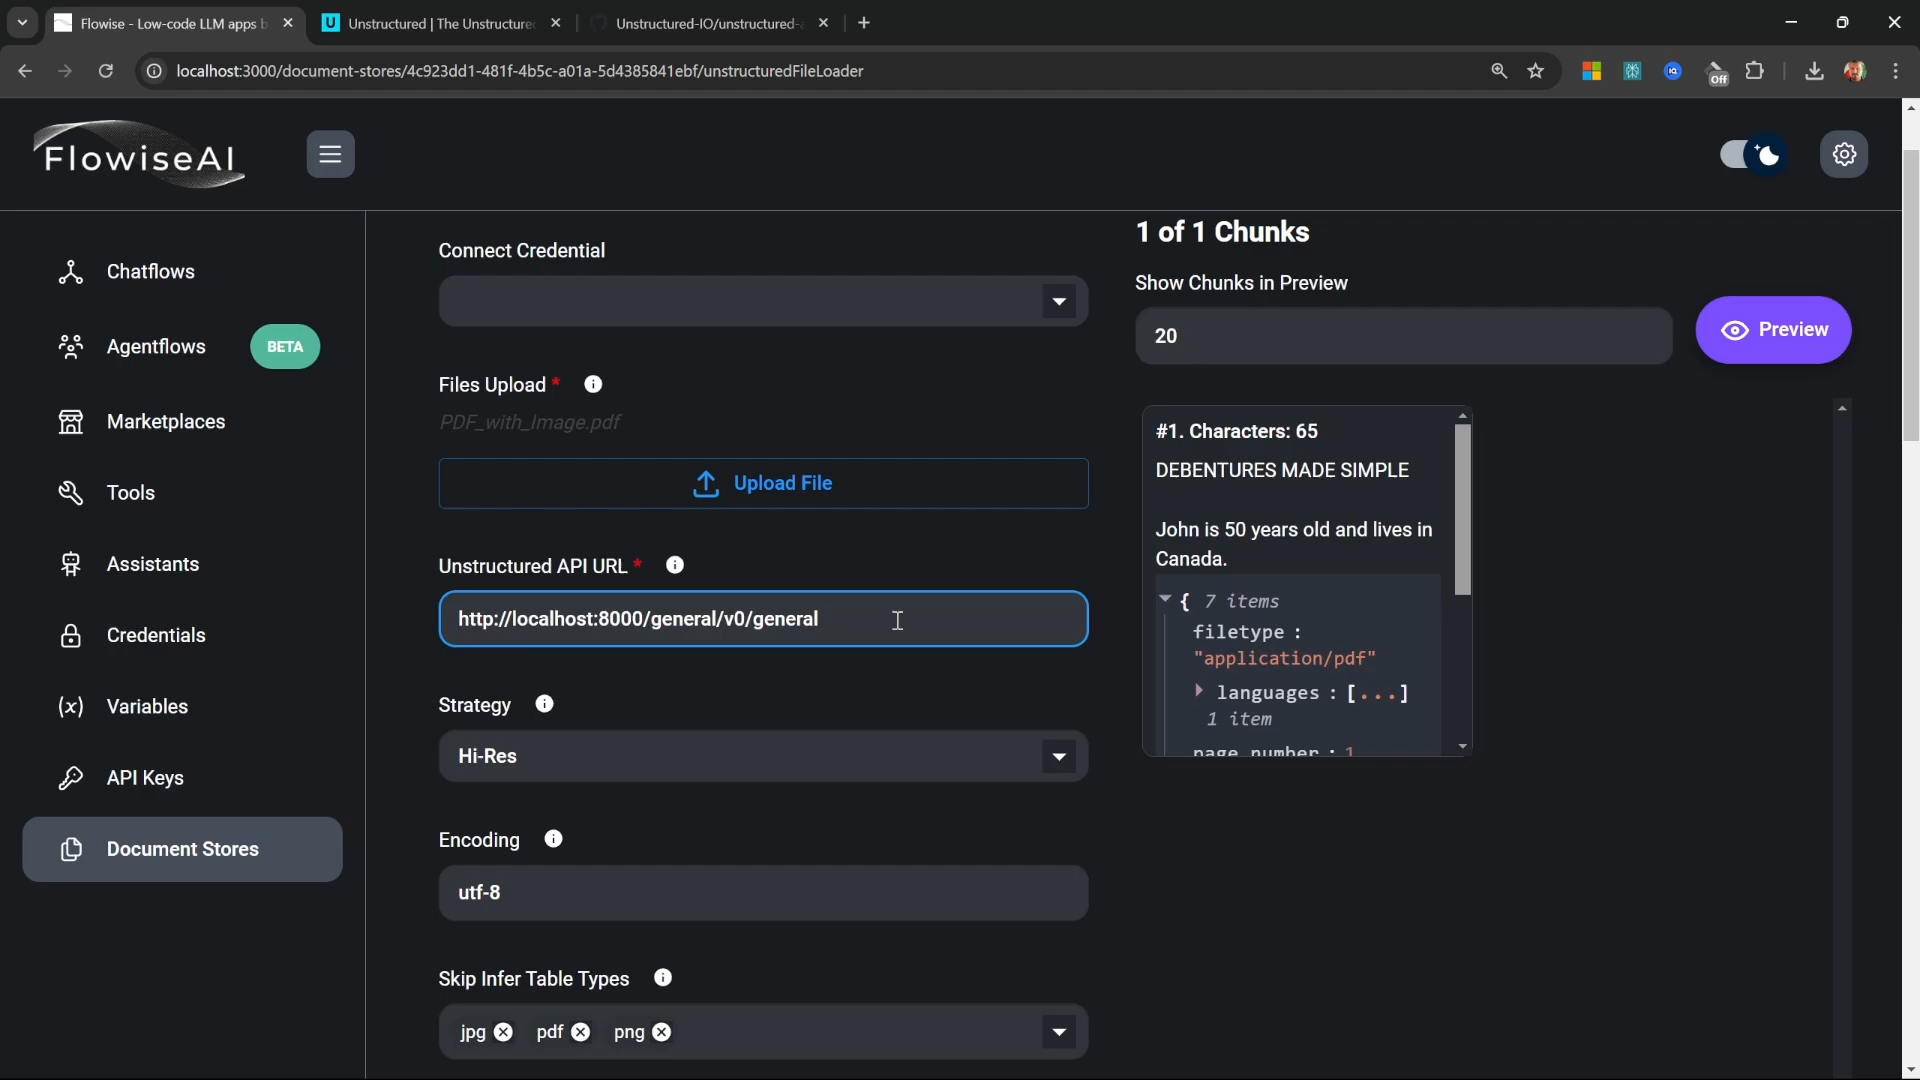 Flowise - Low-code LLM apps b
Unstructured | The Unstructure
Unstructured-IO/unstructured-
localhost:3000/document-stores/4c923dd1-481f-4b5c-a01a-5d4385841ebf/unstructuredFileLoader
Off
FlowiseAI
Chatflows
Agentflows
BETA
Marketplaces
Tools
Assistants
Credentials
Variables
API Keys
Document Stores
Connect Credential
Files Upload *
PDF_with_Image.pdf
Upload File
Unstructured API URL *
http://localhost:8000/general/v0/general
Strategy
Hi-Res
Encoding
utf-8
Skip Infer Table Types
jpg
pdf
png
1 of 1 Chunks
Show Chunks in Preview
20
Preview
#1. Characters: 65
DEBENTURES MADE SIMPLE
John is 50 years old and lives in
Canada.
{ 7 items
filetype :
"application/pdf"
languages : [...]
1 item
page_number : 1